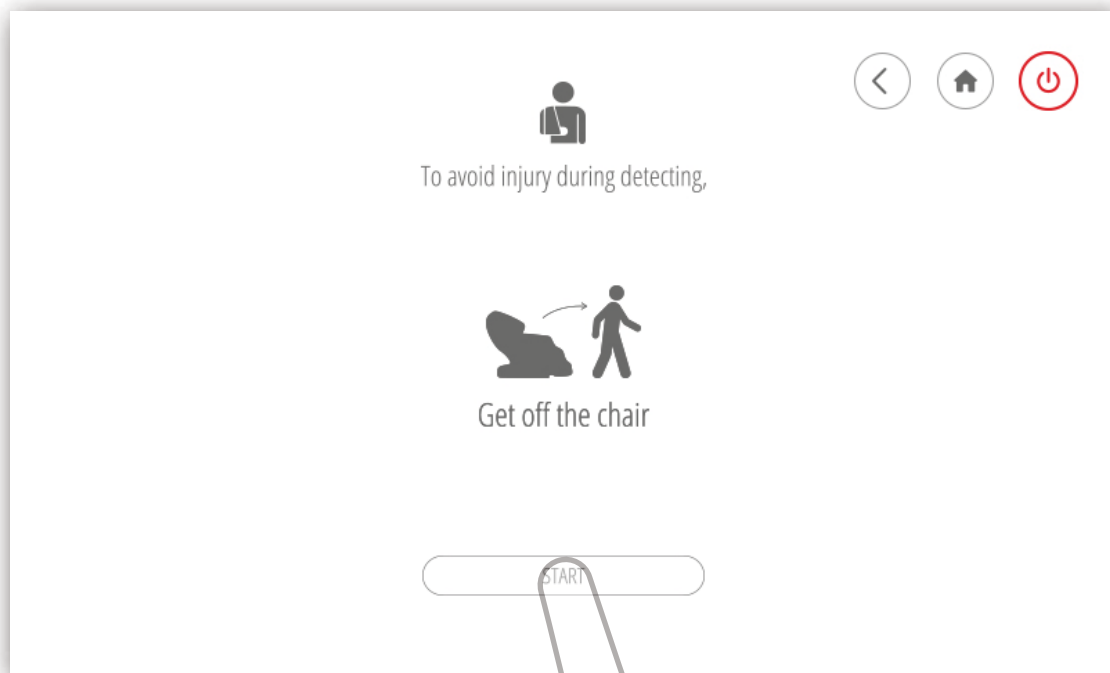 To avoid injury during detecting,
Get off the chair
START